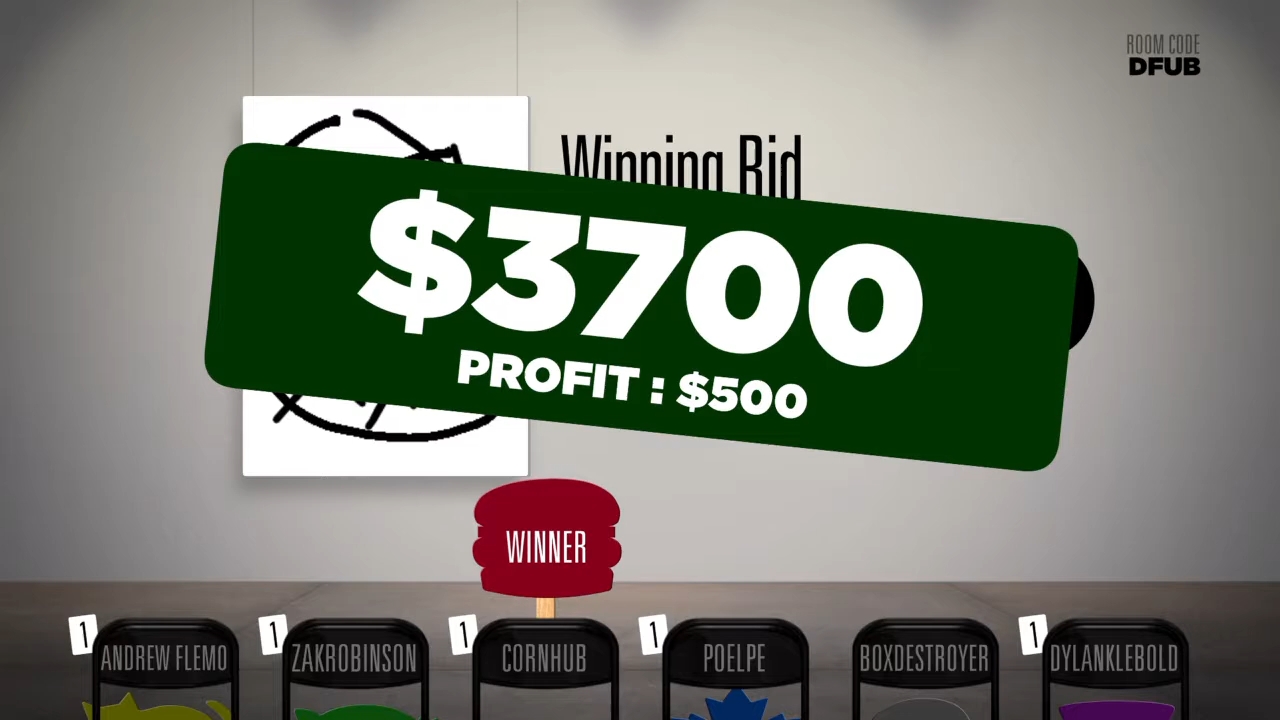 ROOM CODE
DFUB
Winning Bid
$3700
PROFIT : $500
WINNER
1 ANDREW FLEMO
1 ZAKROBINSON
1 CORNHUB
1 POELPE
BOXDESTROYER
1 DYLANKLEBOLD